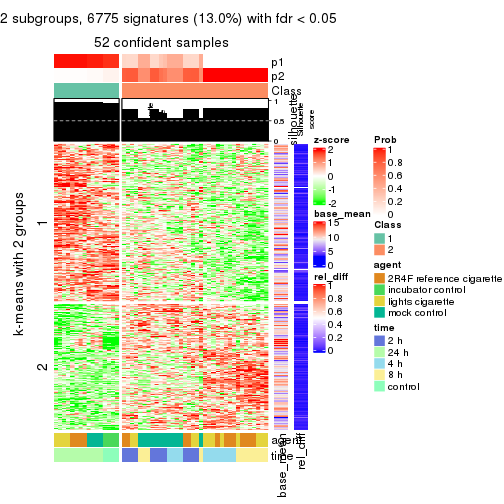 2 subgroups, 6775 signatures (13.0%) with fdr < 0.05
52 confident samples
p1
p2
Class
1
0.5
0
silhouette
Silhouette
score
k-means with 2 groups
1
2
agent
time
base_mean
rel_diff
z-score
2
1
0
-1
-2
base_mean
15
10
5
0
rel_diff
1
0.8
0.6
0.4
0.2
0
Prob
1
0.8
0.6
0.4
0.2
0
Class
1
2
agent
2R4F reference cigarette
incubator control
lights cigarette
mock control
time
2 h
24 h
4 h
8 h
control